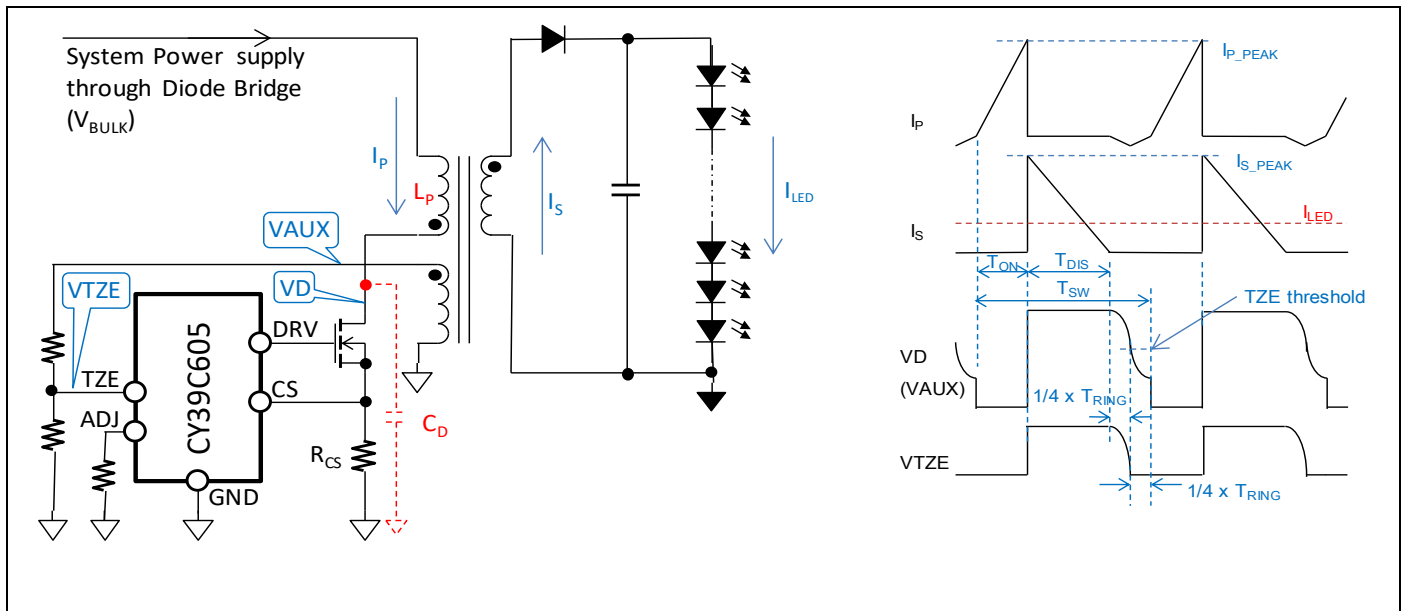 System Power supply
through Diode Bridge
(VBULK)
IP
LP
IS
ILED
VAUX
VTZE
VD
CY39C605
DRV
TZE
CS
ADJ
GND
RCS
CD
IP_PEAK
IP
IS_PEAK
ILED
IS
TON
TDIS
TSW
TZE threshold
VD
(VAUX)
1/4 x TRING
VTZE
1/4 x TRING